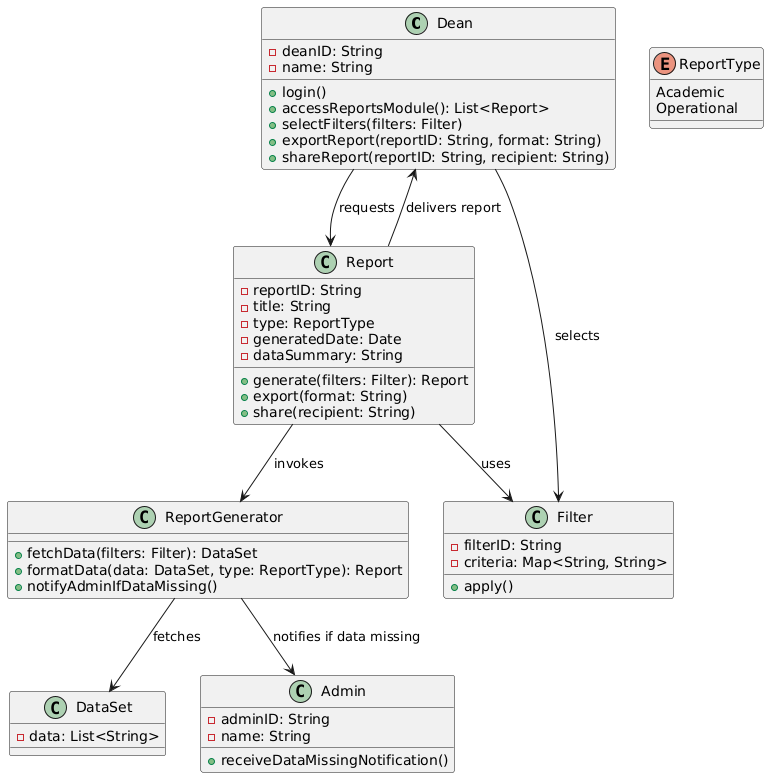 C Dean
deanID: String
name: String
login()
accessReportsModule(): List<Report>
selectFilters(filters: Filter)
exportReport(reportID: String, format: String)
shareReport(reportID: String, recipient: String)
E ReportType
Academic
Operational
requests
delivers report
selects
C Report
reportID: String
title: String
type: ReportType
generatedDate: Date
dataSummary: String
generate(filters: Filter): Report
export(format: String)
share(recipient: String)
invokes
uses
C ReportGenerator
fetchData(filters: Filter): DataSet
formatData(data: DataSet, type: ReportType): Report
notifyAdminIfDataMissing()
C Filter
filterID: String
criteria: Map<String, String>
apply()
fetches
notifies if data missing
C DataSet
data: List<String>
C Admin
adminID: String
name: String
receiveDataMissingNotification()